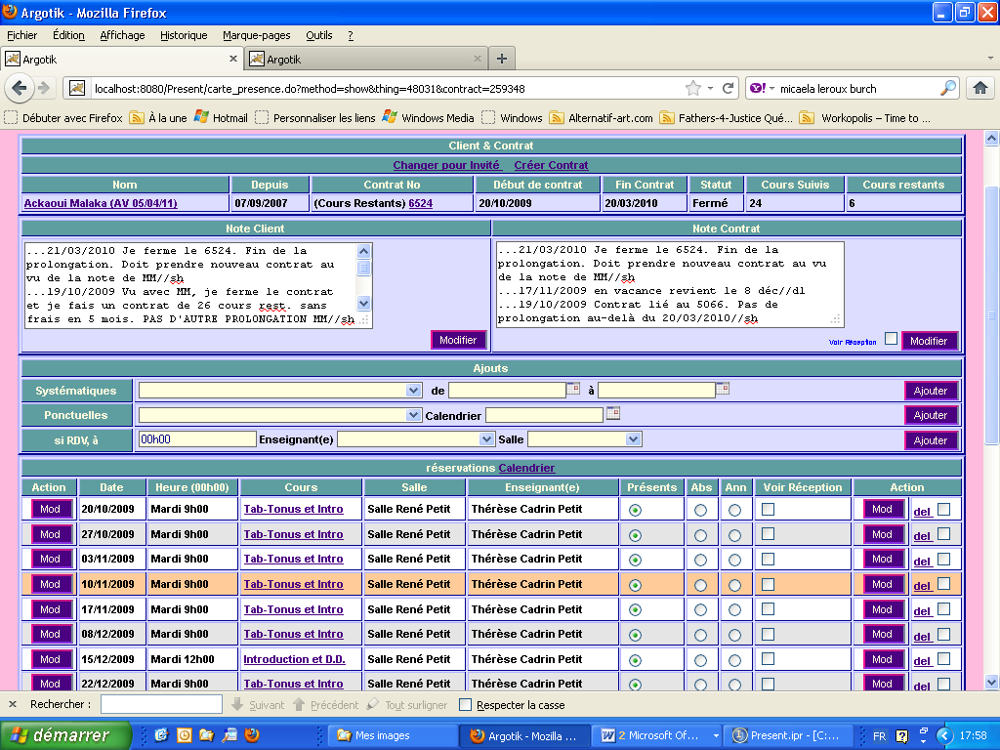 Argotik - Mozilla Firefox
Fichier Édition Affichage Historique Marque-pages Outils ?
Argotik Argotik
localhost:8080/Present/carte_presence.do?method=show&thing=48031&contract=259348 micaela leroux burch
Débuter avec Firefox À la une Hotmail Personnaliser les liens Windows Media Windows Alternatif-art.com Fathers-4-Justice Qué... Workopolis – Time to ...
Client & Contrat
Changer pour Invité Créer Contrat
Nom Depuis Contrat No Début de contrat Fin Contrat Statut Cours Suivis Cours restants
Ackaoui Malaka (AV 05/04/11) 07/09/2007 (Cours Restants) 6524 20/10/2009 20/03/2010 Fermé 24 6
Note Client Note Contrat
...21/03/2010 Je ferme le 6524. Fin de la
prolongation. Doit prendre nouveau contrat au
vu de la note de MM//sh
...19/10/2009 Vu avec MM, je ferme le contrat
et je fais un contrat de 26 cours rest. sans
frais en 5 mois. PAS D'AUTRE PROLONGATION MM//sh
Modifier
...21/03/2010 Je ferme le 6524. Fin de la
prolongation. Doit prendre nouveau contrat au vu
de la note de MM//sh
...17/11/2009 en vacance revient le 8 déc//dl
...19/10/2009 Contrat lié au 5066. Pas de
prolongation au-delà du 20/03/2010//sh
Voir Réception Modifier
Ajouts
Systématiques de à Ajouter
Ponctuelles Calendrier Ajouter
si RDV, à 00h00 Enseignant(e) Salle Ajouter
réservations Calendrier
Action Date Heure (00h00) Cours Salle Enseignant(e) Présents Abs Ann Voir Réception Action
Mod 20/10/2009 Mardi 9h00 Tab-Tonus et Intro Salle René Petit Thérèse Cadrin Petit Mod del
Mod 27/10/2009 Mardi 9h00 Tab-Tonus et Intro Salle René Petit Thérèse Cadrin Petit Mod del
Mod 03/11/2009 Mardi 9h00 Tab-Tonus et Intro Salle René Petit Thérèse Cadrin Petit Mod del
Mod 10/11/2009 Mardi 9h00 Tab-Tonus et Intro Salle René Petit Thérèse Cadrin Petit Mod del
Mod 17/11/2009 Mardi 9h00 Tab-Tonus et Intro Salle René Petit Thérèse Cadrin Petit Mod del
Mod 08/12/2009 Mardi 9h00 Tab-Tonus et Intro Salle René Petit Thérèse Cadrin Petit Mod del
Mod 15/12/2009 Mardi 12h00 Introduction et D.D. Salle René Petit Thérèse Cadrin Petit Mod del
Mod 22/12/2009 Mardi 9h00 Tab-Tonus et Intro Salle René Petit Thérèse Cadrin Petit Mod del
Rechercher : Suivant Précédent Tout surligner Respecter la casse
démarrer Mes images Argotik - Mozilla ... 2 Microsoft Of... Present.ipr - [C:... FR 17:58